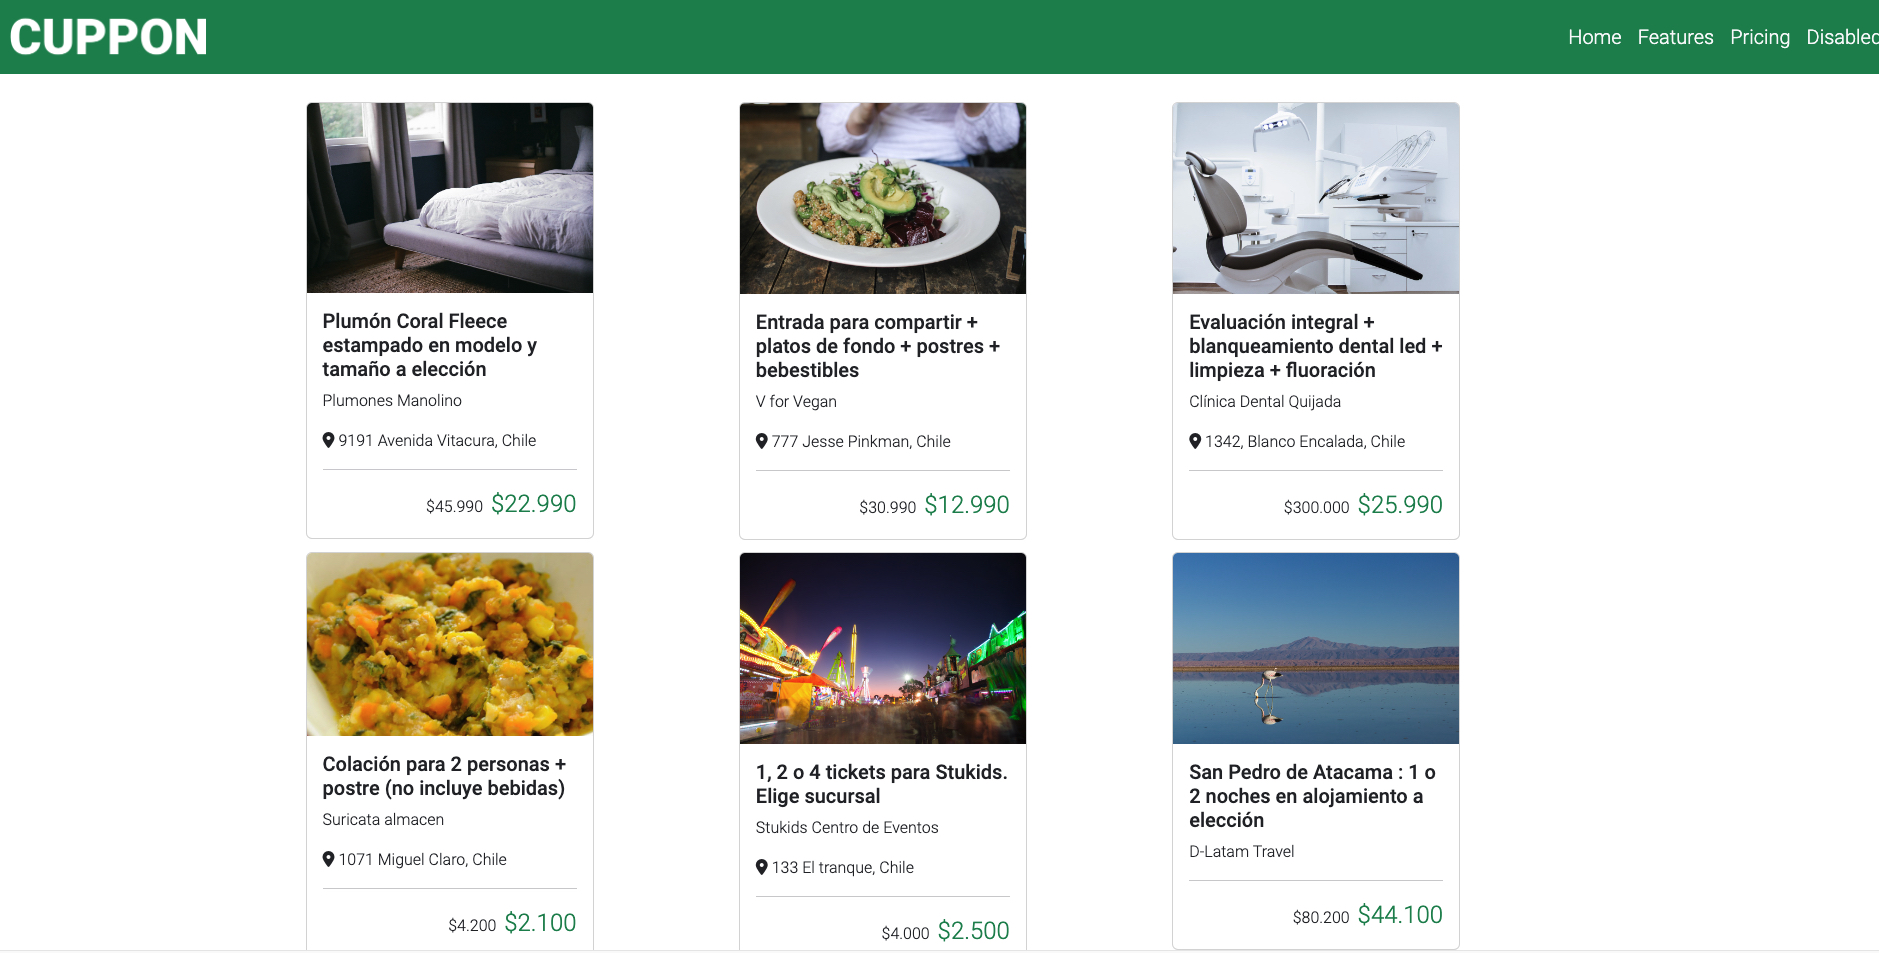 CUPPON
Home Features Pricing Disabled
Plumón Coral Fleece
estampado en modelo y
tamaño a elección
Plumones Manolino
9191 Avenida Vitacura, Chile
$45.990 $22.990
Entrada para compartir +
platos de fondo + postres +
bebestibles
V for Vegan
777 Jesse Pinkman, Chile
$30.990 $12.990
Evaluación integral +
blanqueamiento dental led +
limpieza + fluoración
Clínica Dental Quijada
1342, Blanco Encalada, Chile
$300.000 $25.990
Colación para 2 personas +
postre (no incluye bebidas)
Suricata almacen
1071 Miguel Claro, Chile
$4.200 $2.100
1, 2 o 4 tickets para Stukids.
Elige sucursal
Stukids Centro de Eventos
133 El tranque, Chile
$4.000 $2.500
San Pedro de Atacama : 1 o
2 noches en alojamiento a
elección
D-Latam Travel
$80.200 $44.100